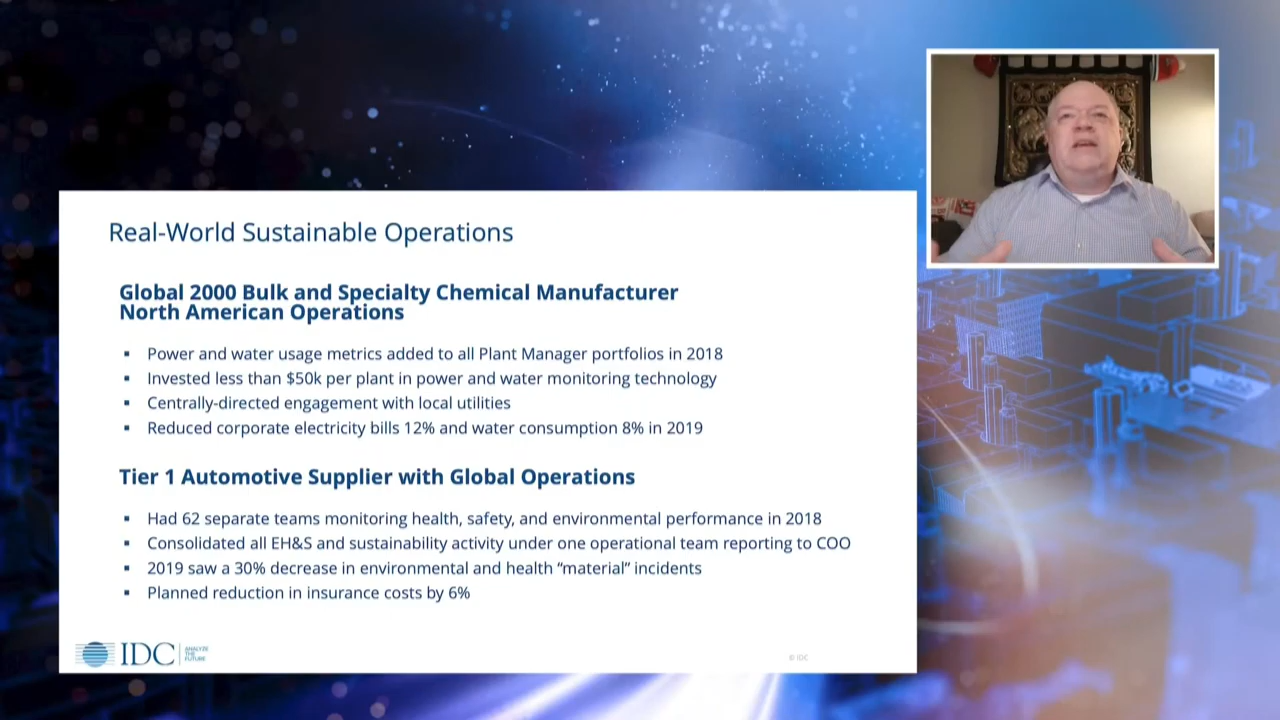 Real-World Sustainable Operations
Global 2000 Bulk and Specialty Chemical Manufacturer
North American Operations
▪ Power and water usage metrics added to all Plant Manager portfolios in 2018
▪ Invested less than $50k per plant in power and water monitoring technology
▪ Centrally-directed engagement with local utilities
▪ Reduced corporate electricity bills 12% and water consumption 8% in 2019
Tier 1 Automotive Supplier with Global Operations
▪ Had 62 separate teams monitoring health, safety, and environmental performance in 2018
▪ Consolidated all EH&S and sustainability activity under one operational team reporting to COO
▪ 2019 saw a 30% decrease in environmental and health “material” incidents
▪ Planned reduction in insurance costs by 6%
IDC
ANALYZE
THE
FUTURE
© IDC